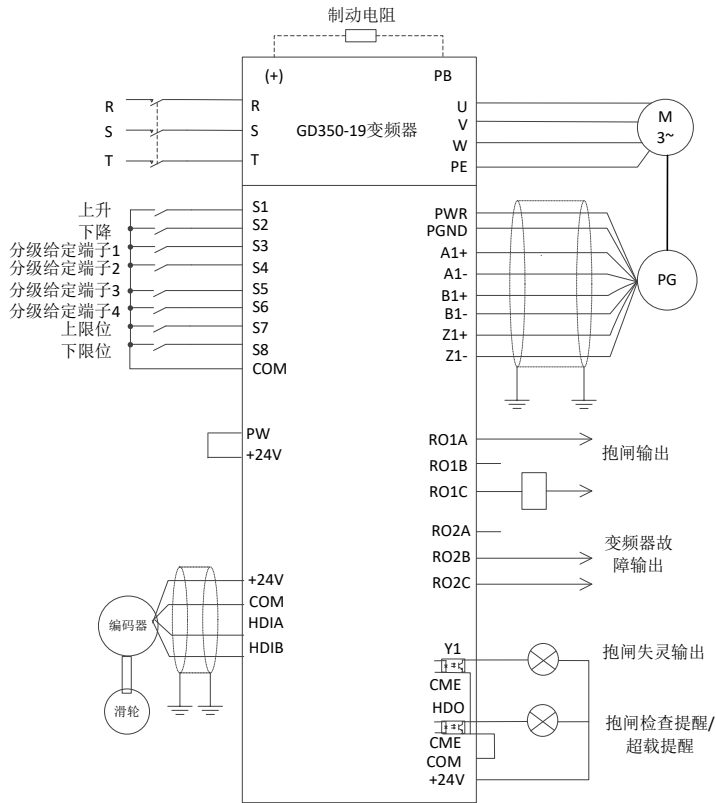 制动电阻
(+)
PB
R
S
T
R
S
T
GD350-19变频器
U
V
W
PE
M
3~
上升
下降
分级给定端子1
分级给定端子2
分级给定端子3
分级给定端子4
上限位
下限位
S1
S2
S3
S4
S5
S6
S7
S8
COM
PWR
PGND
A1+
A1-
B1+
B1-
Z1+
Z1-
PG
PW
+24V
RO1A
RO1B
RO1C
抱闸输出
RO2A
RO2B
RO2C
变频器故
障输出
+24V
COM
HDIA
HDIB
编码器
滑轮
Y1
CME
HDO
CME
COM
+24V
抱闸失灵输出
抱闸检查提醒/
超载提醒